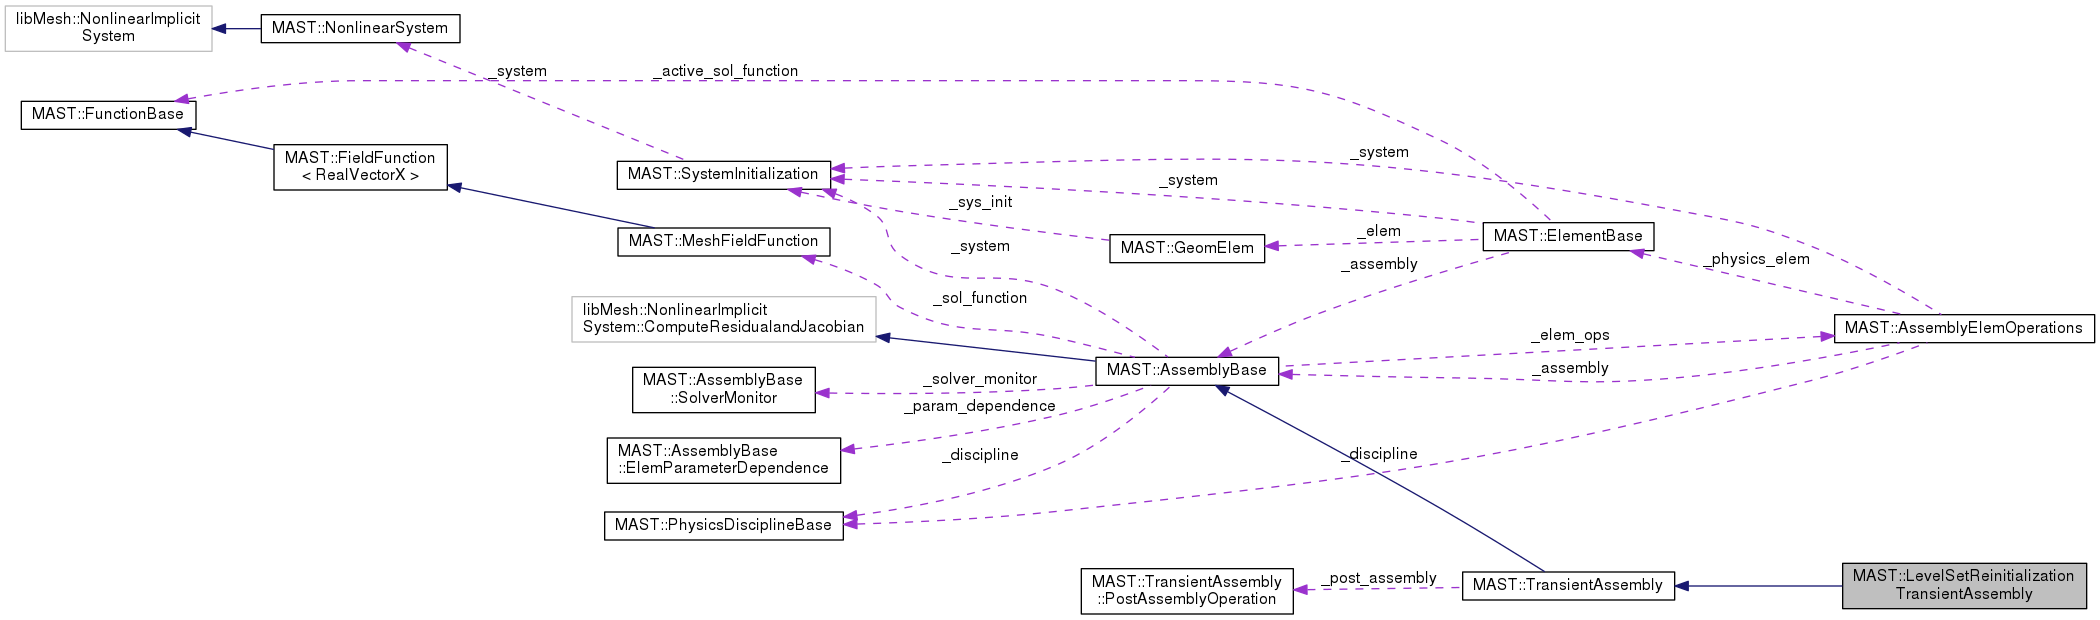 libMesh::NonlinearImplicit
System
MAST::NonlinearSystem
_system
_active_sol_function
MAST::FunctionBase
MAST::FieldFunction
< RealVectorX >
MAST::SystemInitialization
_system
_system
_sys_init
MAST::MeshFieldFunction
MAST::GeomElem
_elem
MAST::ElementBase
_system
_assembly
_physics_elem
_sol_function
libMesh::NonlinearImplicit
System::ComputeResidualandJacobian
MAST::AssemblyElemOperations
_elem_ops
MAST::AssemblyBase
_assembly
MAST::AssemblyBase
::SolverMonitor
_solver_monitor
_param_dependence
MAST::AssemblyBase
::ElemParameterDependence
_discipline
_discipline
MAST::PhysicsDisciplineBase
MAST::TransientAssembly
::PostAssemblyOperation
_post_assembly
MAST::TransientAssembly
MAST::LevelSetReinitialization
TransientAssembly